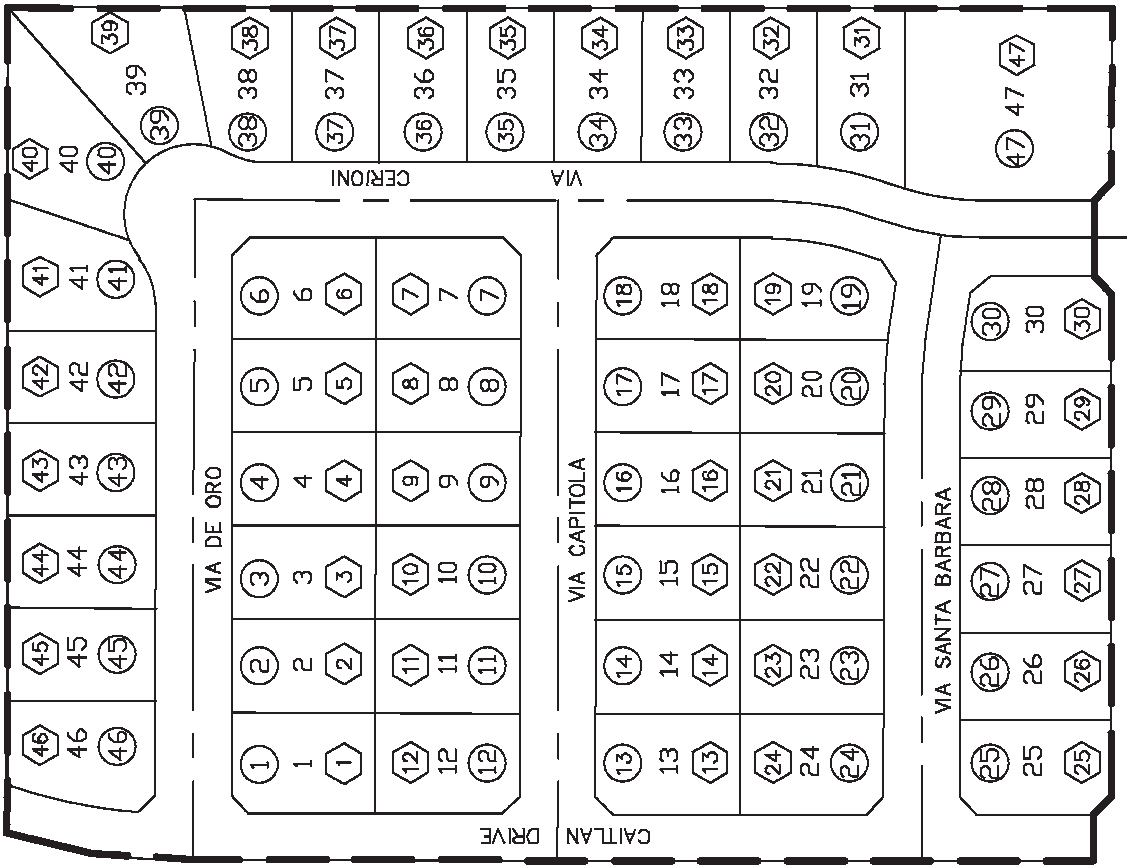 39 39 39
38 38 38
37 37 37
36 36 36
35 35 35
34 34 34
33 33 33
32 32 32
31 31 31
47 47 47
40 40 40
VIA CERIONI
41 41 41
42 42 42
43 43 43
44 44 44
45 45 45
46 46 46
VIA DE ORO
6 6 6
5 5 5
4 4 4
3 3 3
2 2 2
1 1 1
7 7 7
8 8 8
9 9 9
10 10 10
11 11 11
12 12 12
VIA CAPITOLA
18 18 18
17 17 17
16 16 16
15 15 15
14 14 14
13 13 13
19 19 19
20 20 20
21 21 21
22 22 22
23 23 23
24 24 24
VIA SANTA BARBARA
30 30 30
29 29 29
28 28 28
27 27 27
26 26 26
25 25 25
CAITLAN DRIVE